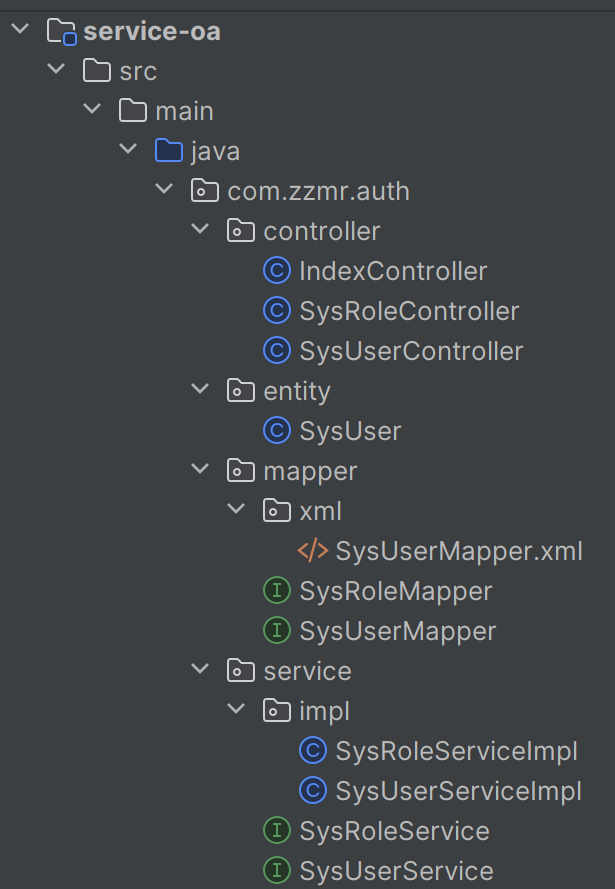 service-oa
src
main
java
com.zzmr.auth
controller
IndexController
SysRoleController
SysUserController
entity
SysUser
mapper
xml
SysUserMapper.xml
SysRoleMapper
SysUserMapper
service
impl
SysRoleServiceImpl
SysUserServiceImpl
SysRoleService
SysUserService